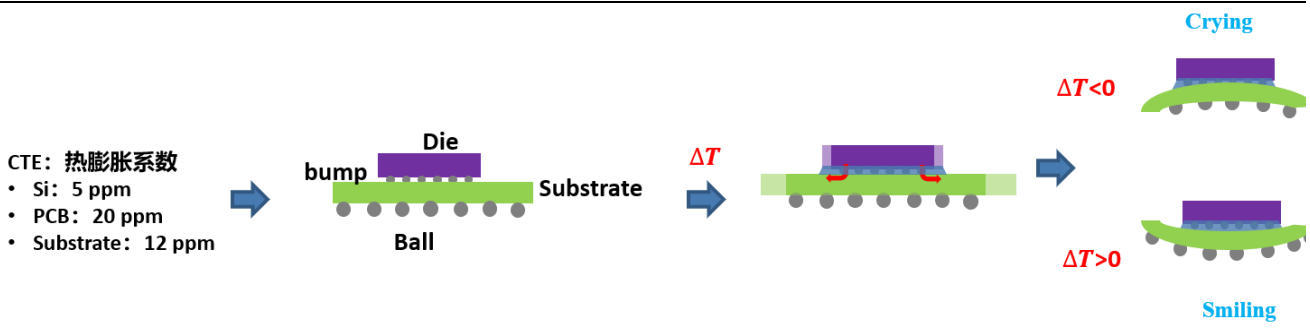 CTE：热膨胀系数
• Si：5 ppm
• PCB：20 ppm
• Substrate：12 ppm
Die
bump
Substrate
Ball
ΔT
Crying
ΔT<0
ΔT>0
Smiling